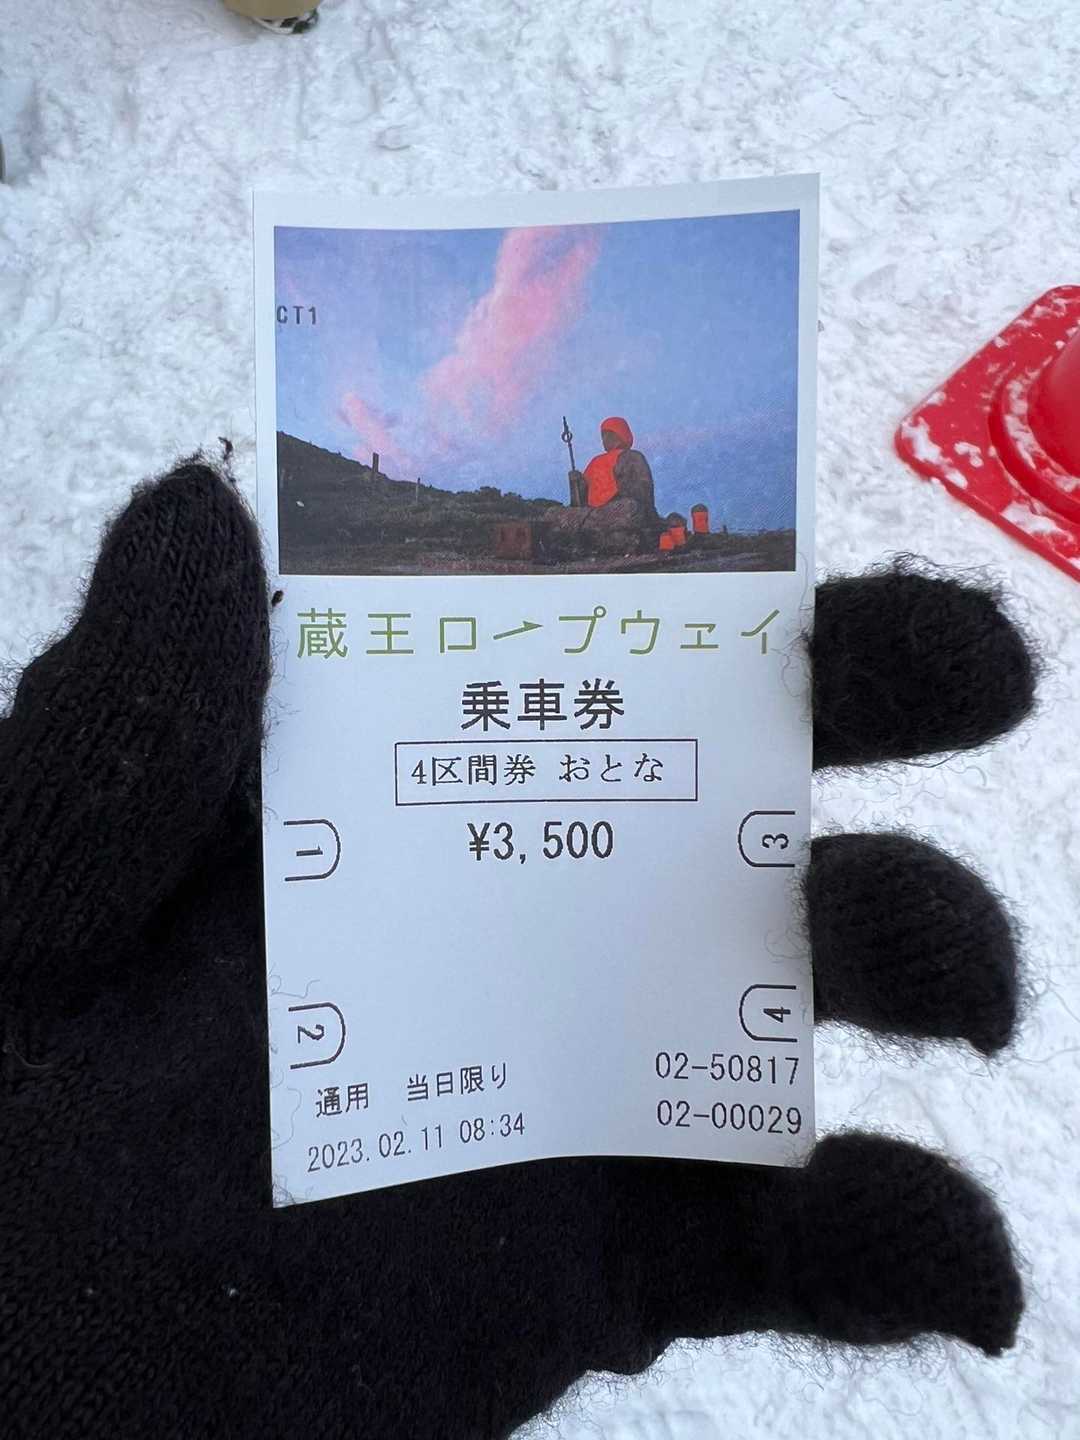 CT1
蔵王ロープウェイ
乗車券
4区間券 おとな
¥3,500
1
3
2
4
通用 当日限り
02-50817
2023.02.11 08:34
02-00029